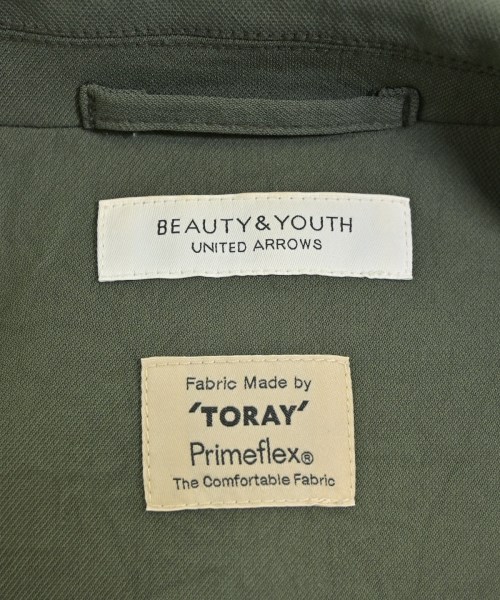 BEAUTY&YOUTH
UNITED ARROWS
Fabric Made by
'TORAY'
Primeflex®
The Comfortable Fabric